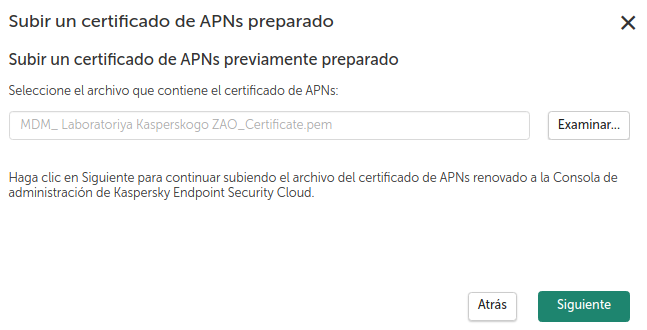 Subir un certificado de APNs preparado
Subir un certificado de APNs previamente preparado
Seleccione el archivo que contiene el certificado de APNs:
MDM_ Laboratoriya Kasperskogo ZAO_Certificate.pem
Examinar...
Haga clic en Siguiente para continuar subiendo el archivo del certificado de APNs renovado a la Consola de
administración de Kaspersky Endpoint Security Cloud.
Atrás
Siguiente